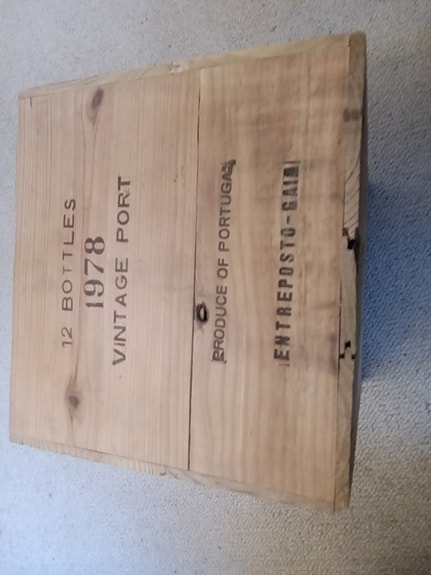 12 BOTTLES
1978
VINTAGE PORT
PRODUCE OF PORTUGAL
ENTREPOSTO-GAIA